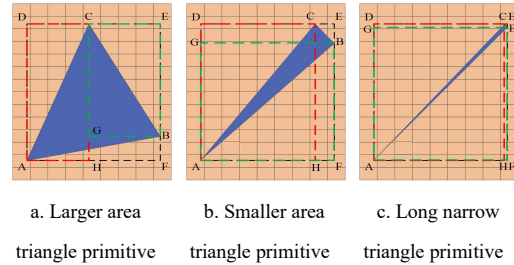 D C E
G B
A H F
a. Larger area
triangle primitive
D C E
G B
A H F
b. Smaller area
triangle primitive
D C E
G B
A H F
c. Long narrow
triangle primitive